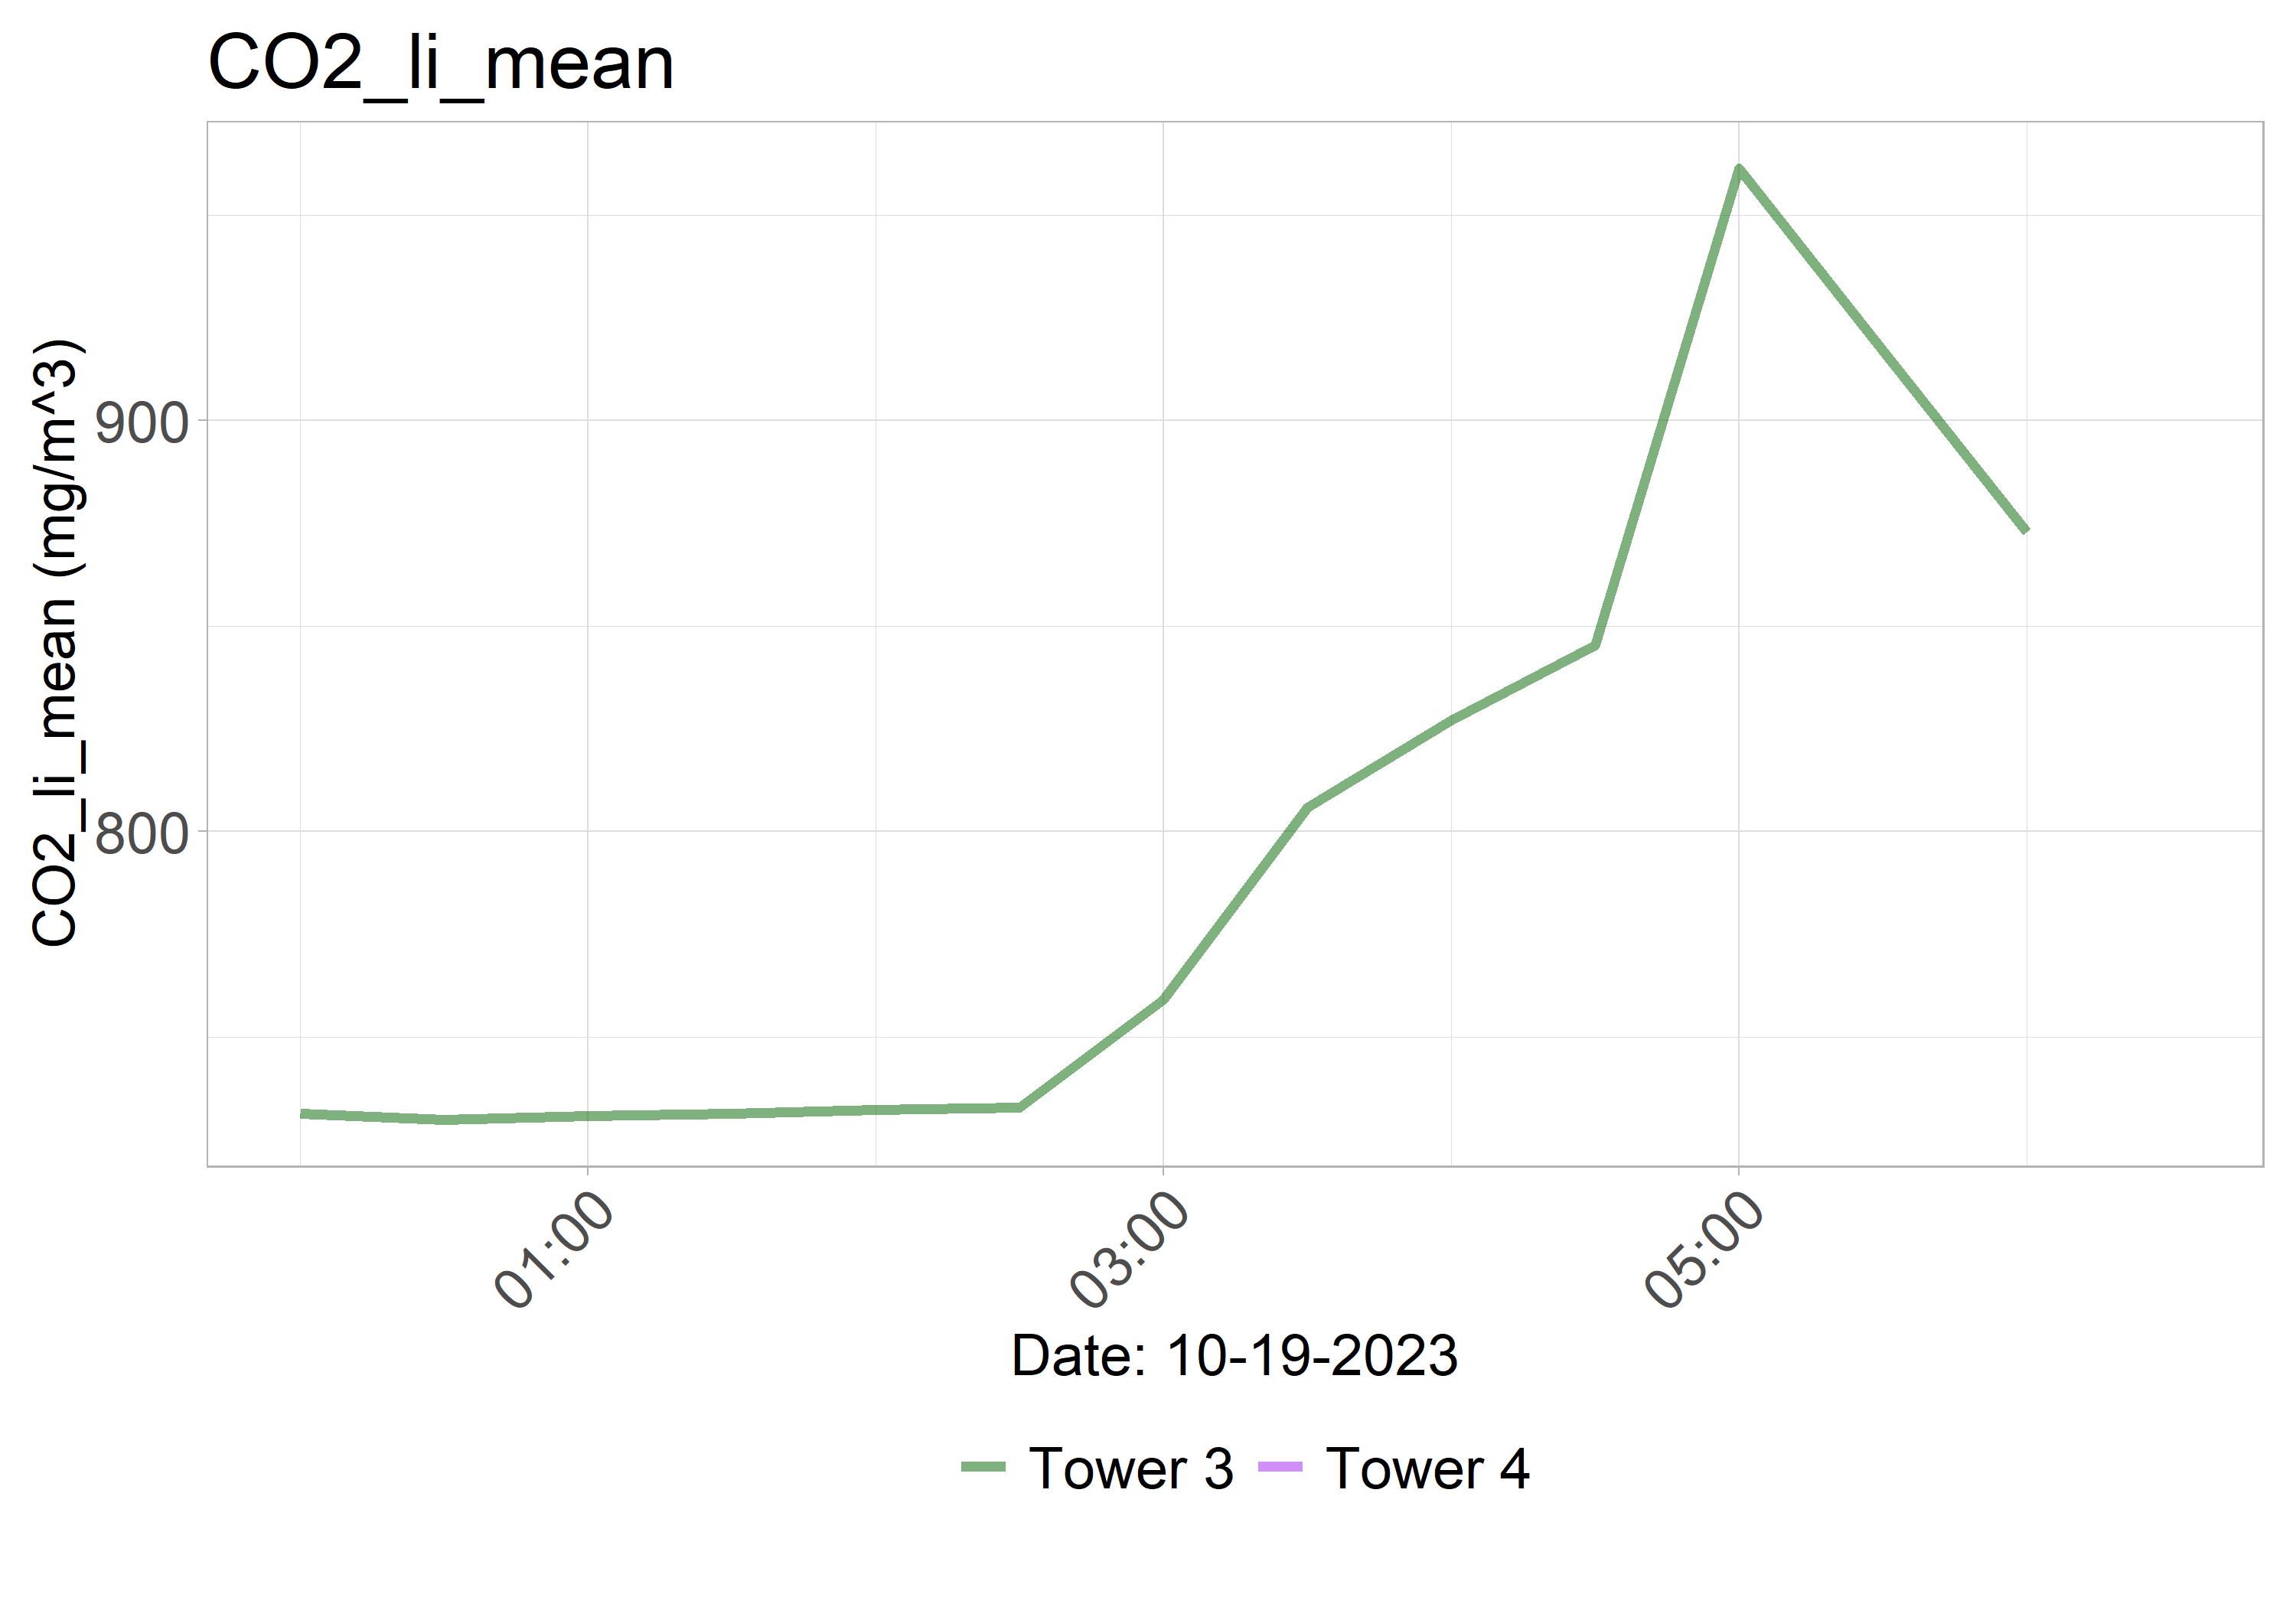 CO2_li_mean
CO2_li_mean (mg/m^3)
900
800
01:00
03:00
05:00
Date: 10-19-2023
Tower 3
Tower 4